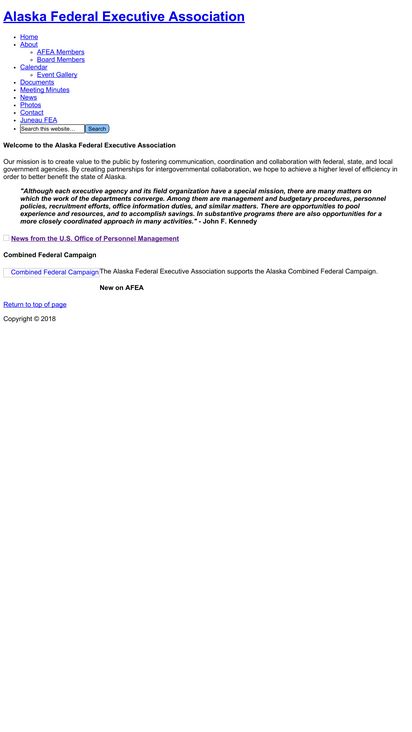 Alaska Federal Executive Association
Home
About
AFEA Members
Board Members
Calendar
Event Gallery
Documents
Meeting Minutes
News
Photos
Contact
Juneau FEA
Search this website… Search
Welcome to the Alaska Federal Executive Association
Our mission is to create value to the public by fostering communication, coordination and collaboration with federal, state, and local
government agencies. By creating partnerships for intergovernmental collaboration, we hope to achieve a higher level of efficiency in
order to better benefit the state of Alaska.
"Although each executive agency and its field organization have a special mission, there are many matters on
which the work of the departments converge. Among them are management and budgetary procedures, personnel
policies, recruitment efforts, office information duties, and similar matters. There are opportunities to pool
experience and resources, and to accomplish savings. In substantive programs there are also opportunities for a
more closely coordinated approach in many activities." - John F. Kennedy
News from the U.S. Office of Personnel Management
Combined Federal Campaign
Combined Federal Campaign The Alaska Federal Executive Association supports the Alaska Combined Federal Campaign.
New on AFEA
Return to top of page
Copyright © 2018